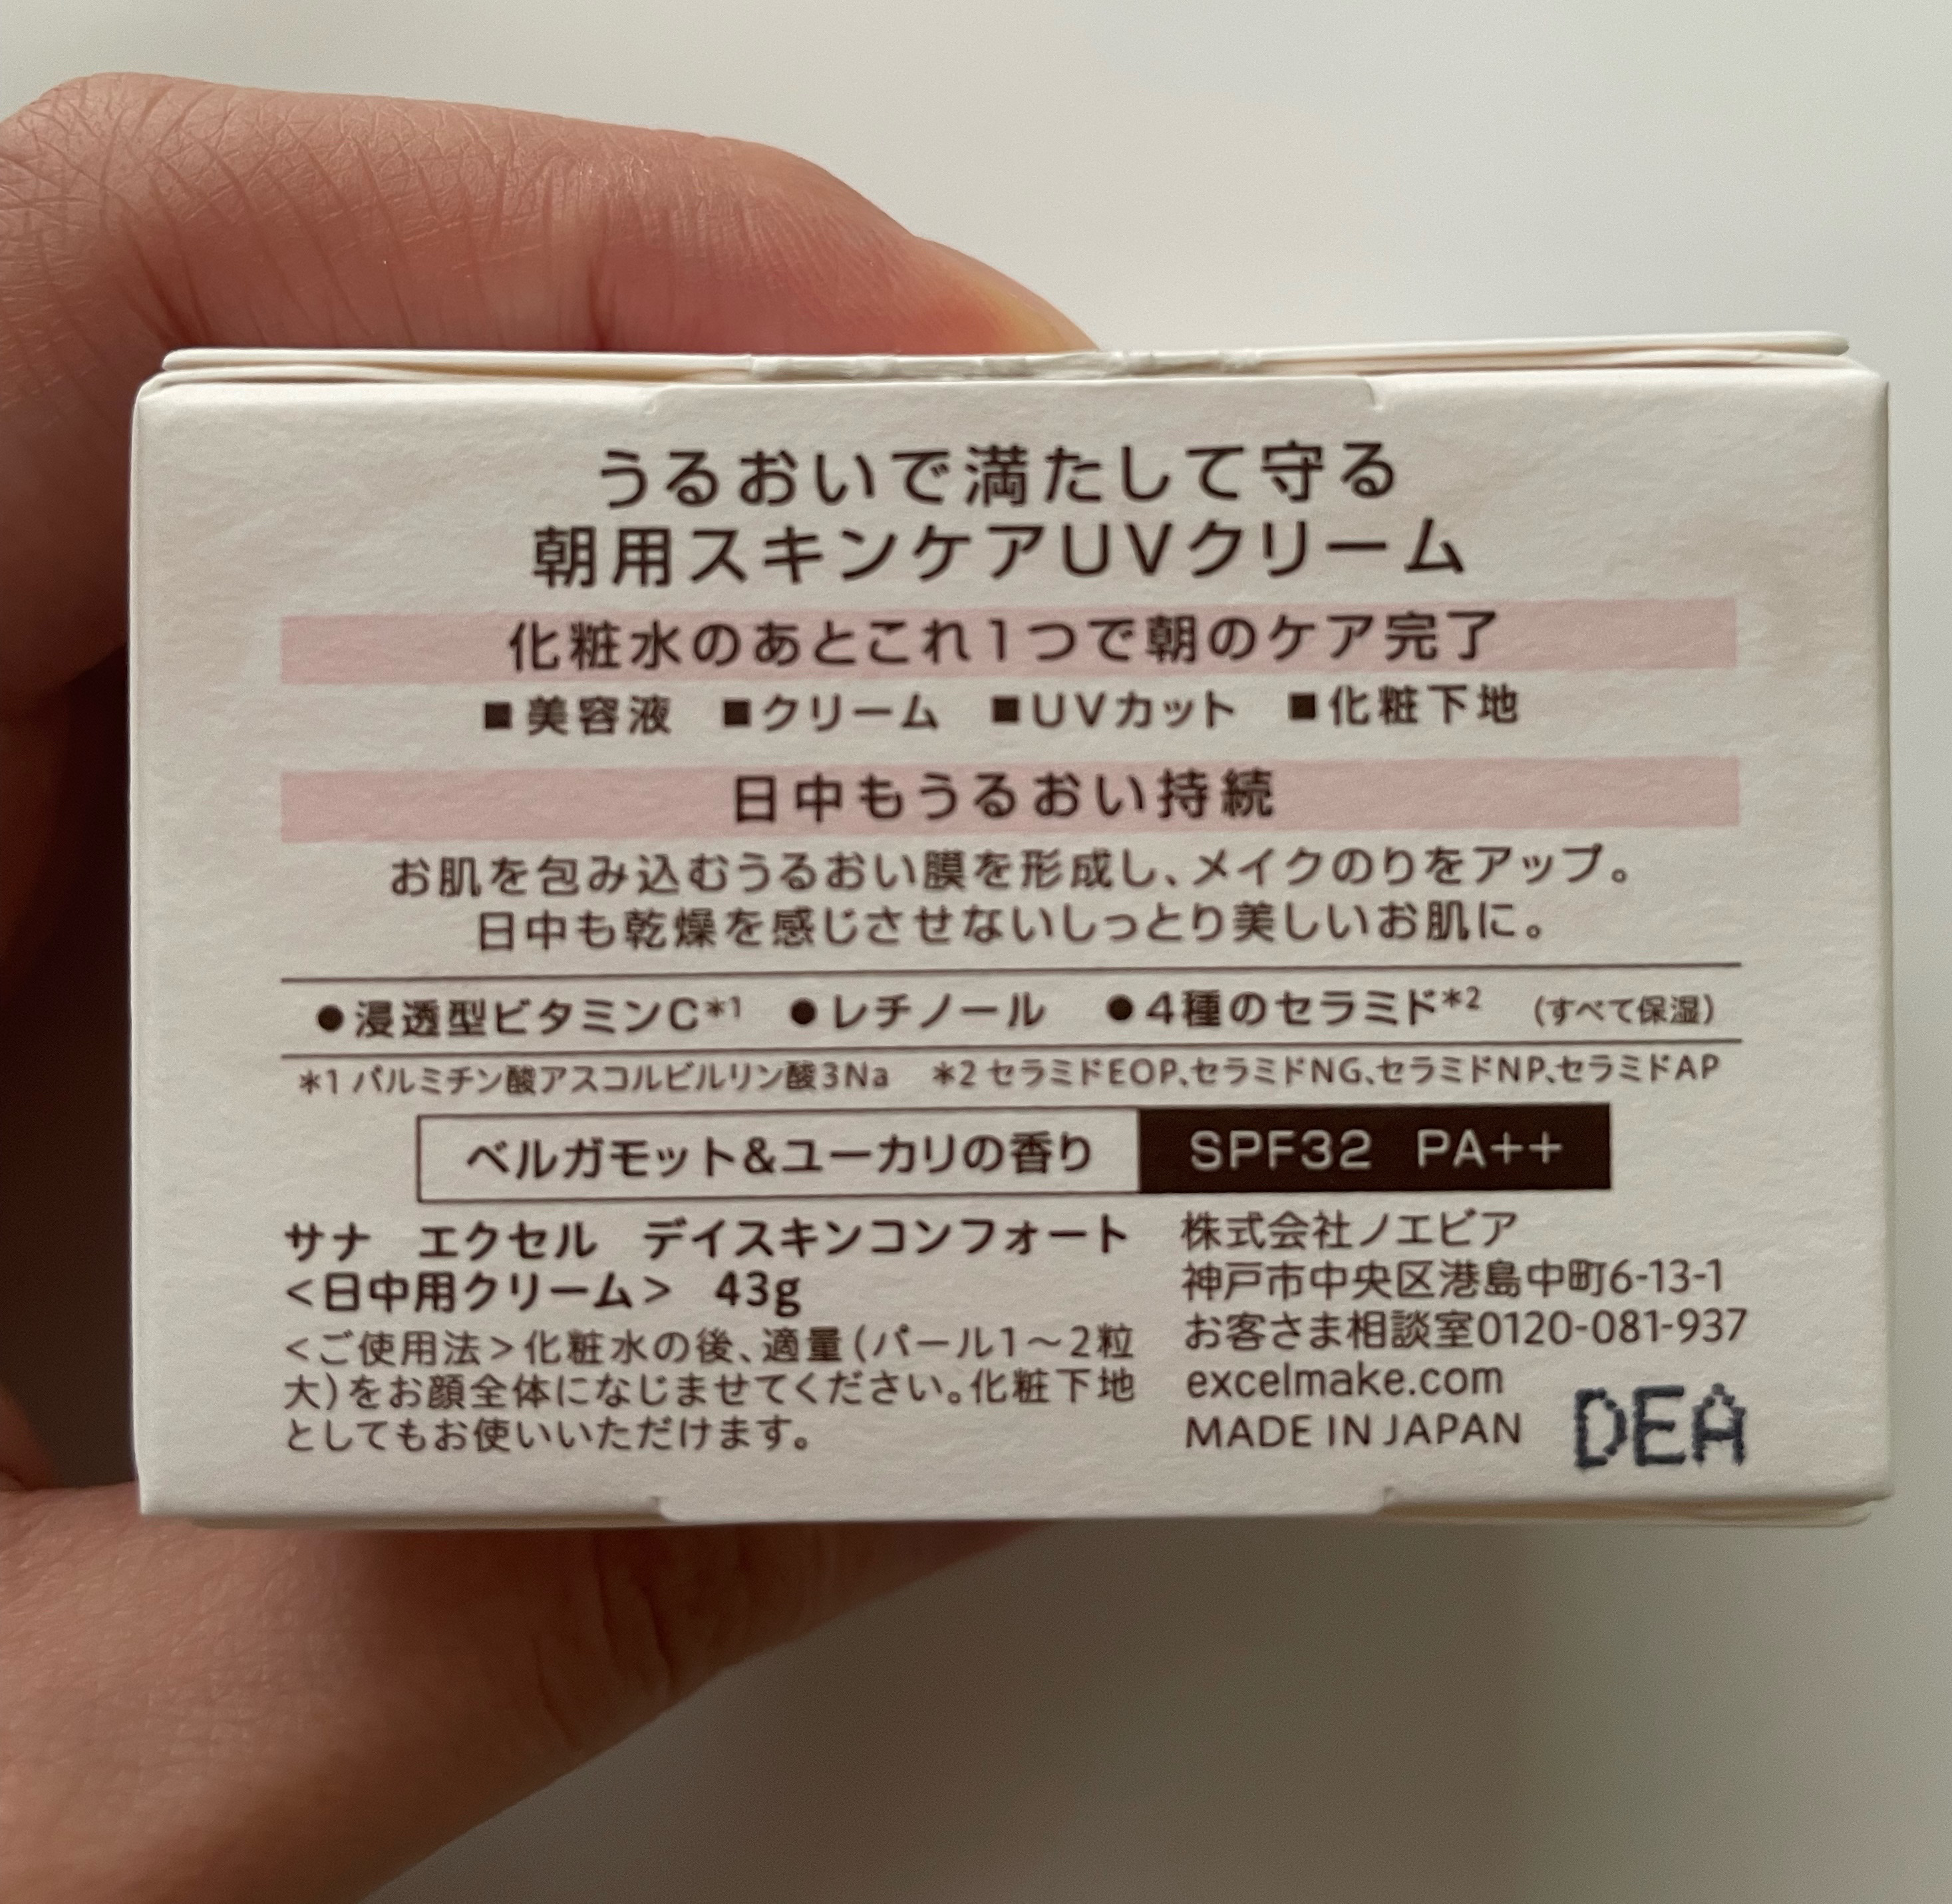 うるおいで満たして守る
朝用スキンケアUVクリーム
化粧水のあとこれ1つで朝のケア完了
■美容液 ■クリーム ■UVカット ■化粧下地
日中もうるおい持続
お肌を包み込むうるおい膜を形成し、メイクのりをアップ。
日中も乾燥を感じさせないしっとり美しいお肌に。
●浸透型ビタミンC*1 ●レチノール ●4種のセラミド*2 (すべて保湿)
*1 パルミチン酸アスコルビルリン酸3Na *2 セラミドEOP、セラミドNG、セラミドNP、セラミドAP
ベルガモット&ユーカリの香り SPF32 PA++
サナ エクセル デイスキンコンフォート
<日中用クリーム> 43g
<ご使用法>化粧水の後、適量(パール1〜2粒
大)をお顔全体になじませてください。化粧下地
としてもお使いいただけます。
株式会社ノエビア
神戸市中央区港島中町6-13-1
お客さま相談室0120-081-937
excelmake.com
MADE IN JAPAN
DEA